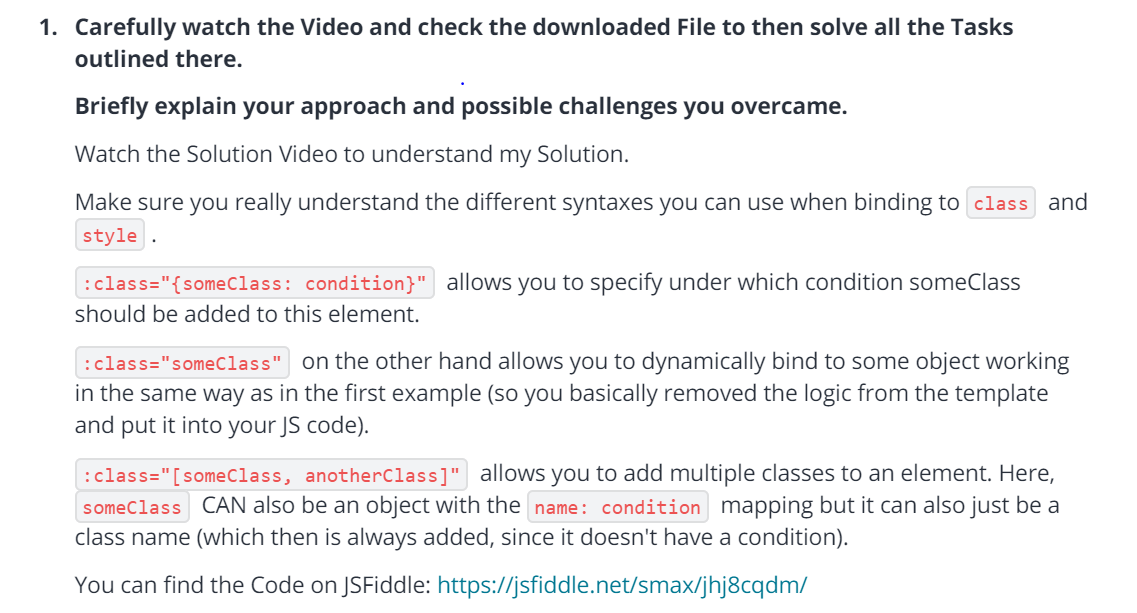 1. Carefully watch the Video and check the downloaded File to then solve all the Tasks
outlined there.
Briefly explain your approach and possible challenges you overcame.
Watch the Solution Video to understand my Solution.
Make sure you really understand the different syntaxes you can use when binding to class and
style .
:class="{someClass: condition}" allows you to specify under which condition someClass
should be added to this element.
:class="someClass" on the other hand allows you to dynamically bind to some object working
in the same way as in the first example (so you basically removed the logic from the template
and put it into your JS code).
:class="[someClass, anotherClass]" allows you to add multiple classes to an element. Here,
someClass CAN also be an object with the name: condition mapping but it can also just be a
class name (which then is always added, since it doesn't have a condition).
You can find the Code on JSFiddle: https://jsfiddle.net/smax/jhj8cqdm/